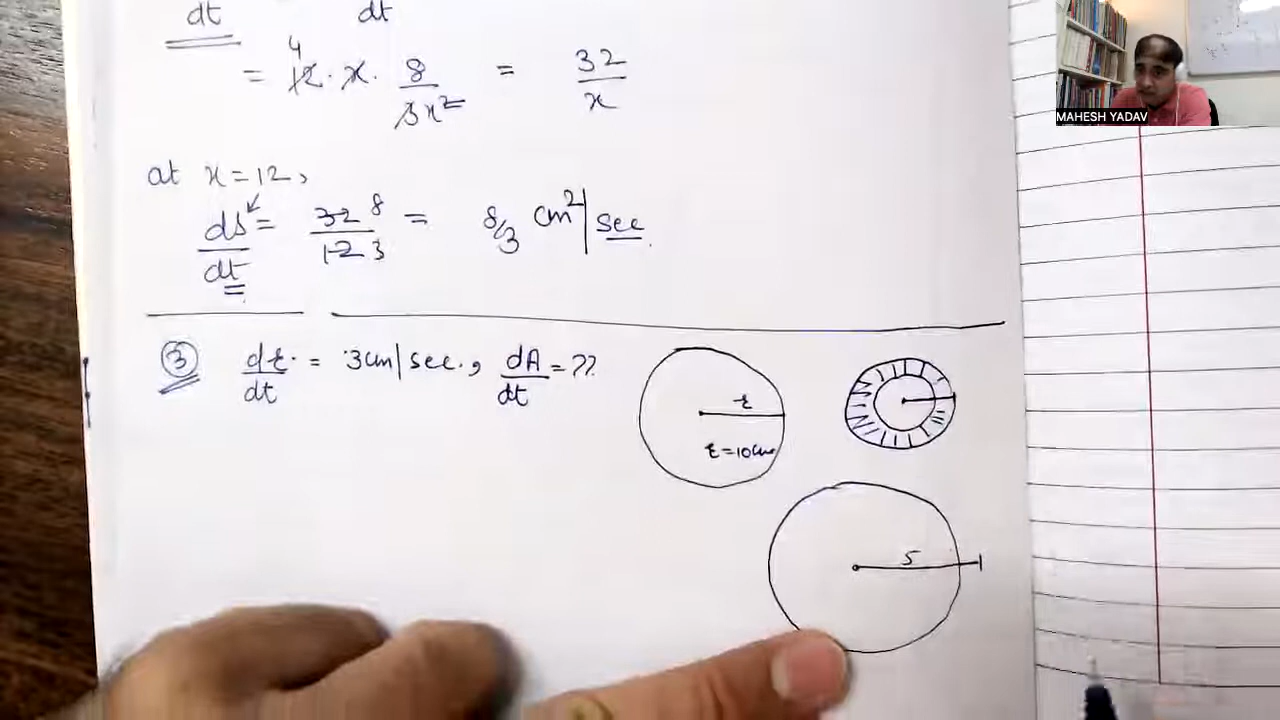 dt dt
= 12 4 . x . 8/3x² = 32/x
at x=12,
ds/dt = 32 8/12 3 = 8/3 cm²/sec.
③ dr/dt = 3cm/sec., dA/dt = ??
r
r=10cm
5
MAHESH YADAV